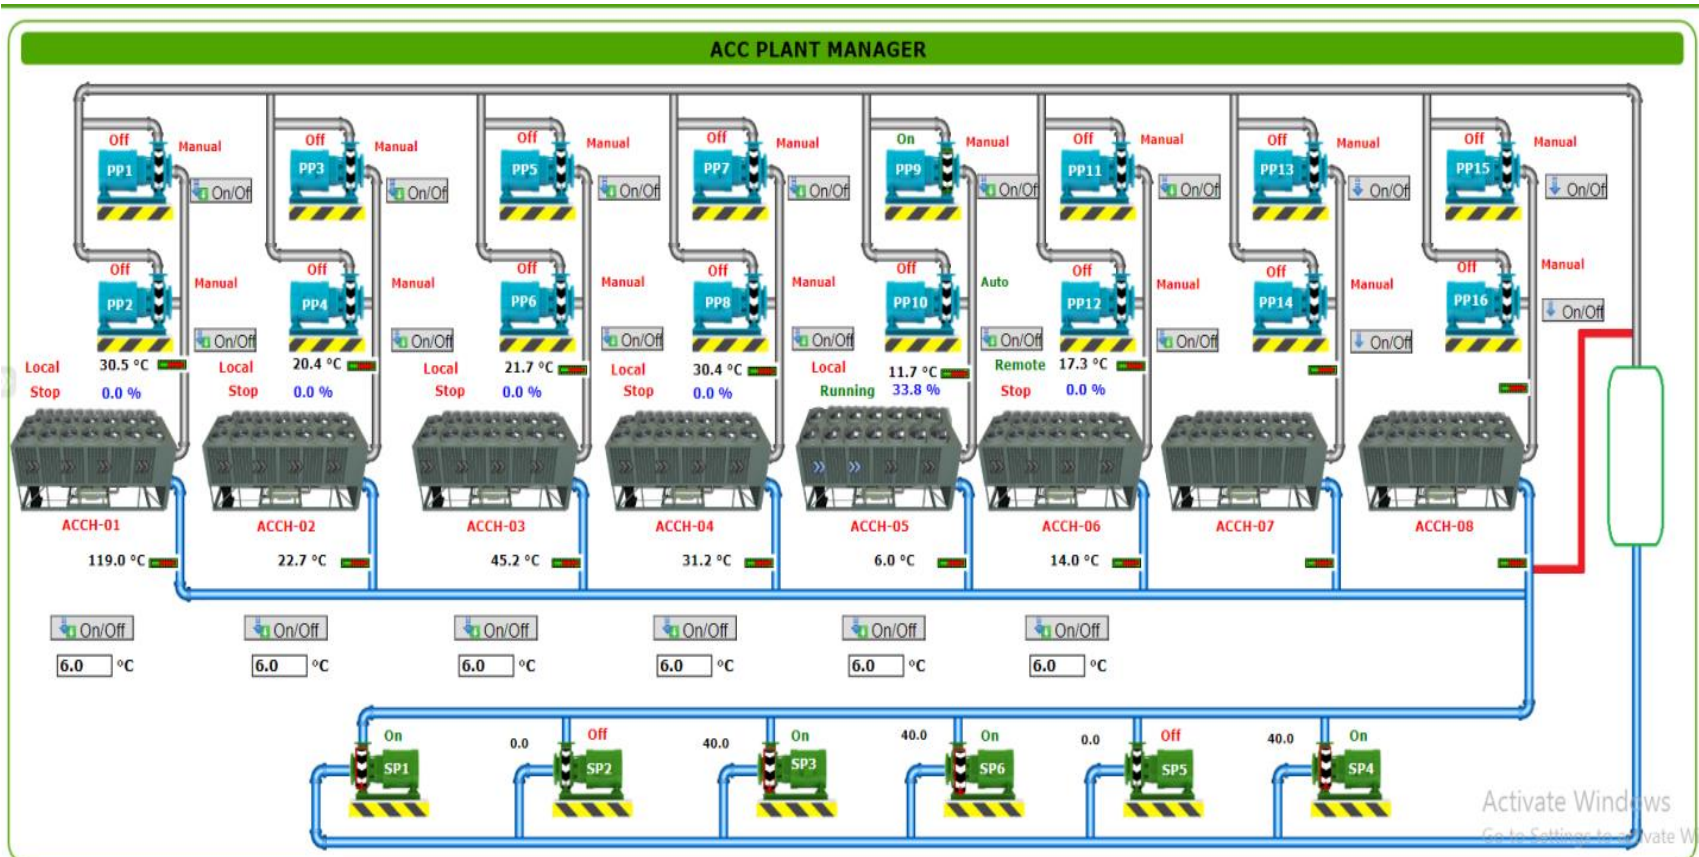 ACC PLANT MANAGER
Off Manual Off Manual Off Manual Off Manual On Manual Off Manual Off Manual Off Manual
PP1 PP3 PP5 PP7 PP9 PP11 PP13 PP15
On/Off On/Off On/Off On/Off On/Off On/Off On/Off On/Off
Off Manual Off Manual Off Manual Off Manual Off Auto Off Manual Off Manual Off Manual
PP2 PP4 PP6 PP8 PP10 PP12 PP14 PP16
On/Off On/Off On/Off On/Off On/Off On/Off On/Off On/Off
Local 30.5 °C Local 20.4 °C Local 21.7 °C Local 30.4 °C Local 11.7 °C Remote 17.3 °C
Stop 0.0 % Stop 0.0 % Stop 0.0 % Stop 0.0 % Running 33.8 % Stop 0.0 %
ACCH-01 ACCH-02 ACCH-03 ACCH-04 ACCH-05 ACCH-06 ACCH-07 ACCH-08
119.0 °C 22.7 °C 45.2 °C 31.2 °C 6.0 °C 14.0 °C
On/Off On/Off On/Off On/Off On/Off On/Off
6.0 °C 6.0 °C 6.0 °C 6.0 °C 6.0 °C 6.0 °C
On 0.0 Off 40.0 On 40.0 On 0.0 Off 40.0 On
SP1 SP2 SP3 SP6 SP5 SP4
Activate Windows
Go to Settings to activate W